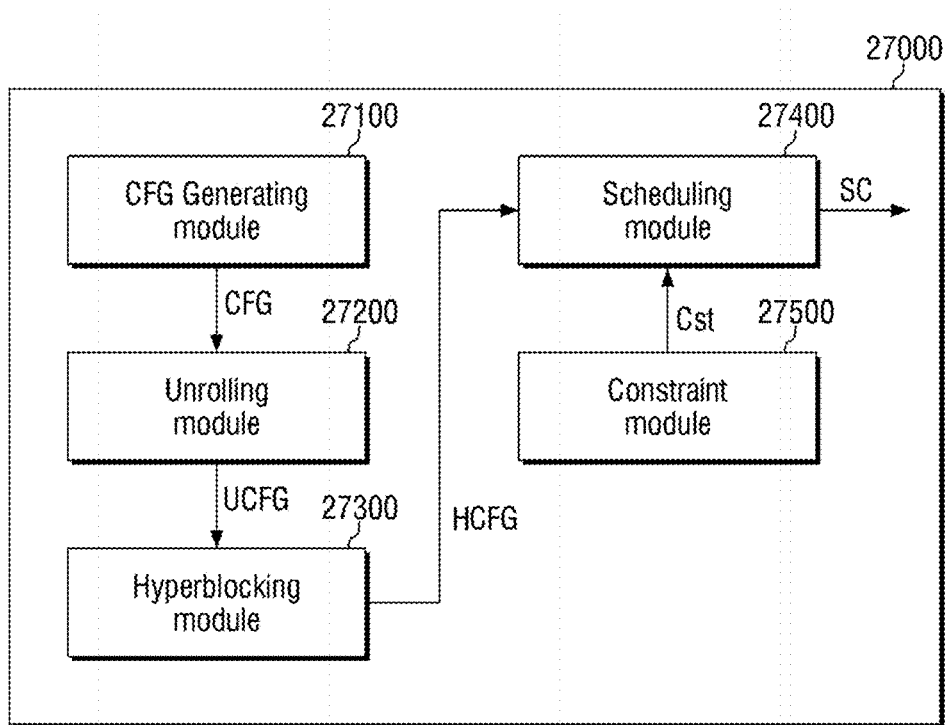 27000
27100
CFG Generating
module
CFG
27200
Unrolling
module
UCFG
27300
Hyperblocking
module
HCFG
27400
Scheduling
module
SC
Cst
27500
Constraint
module